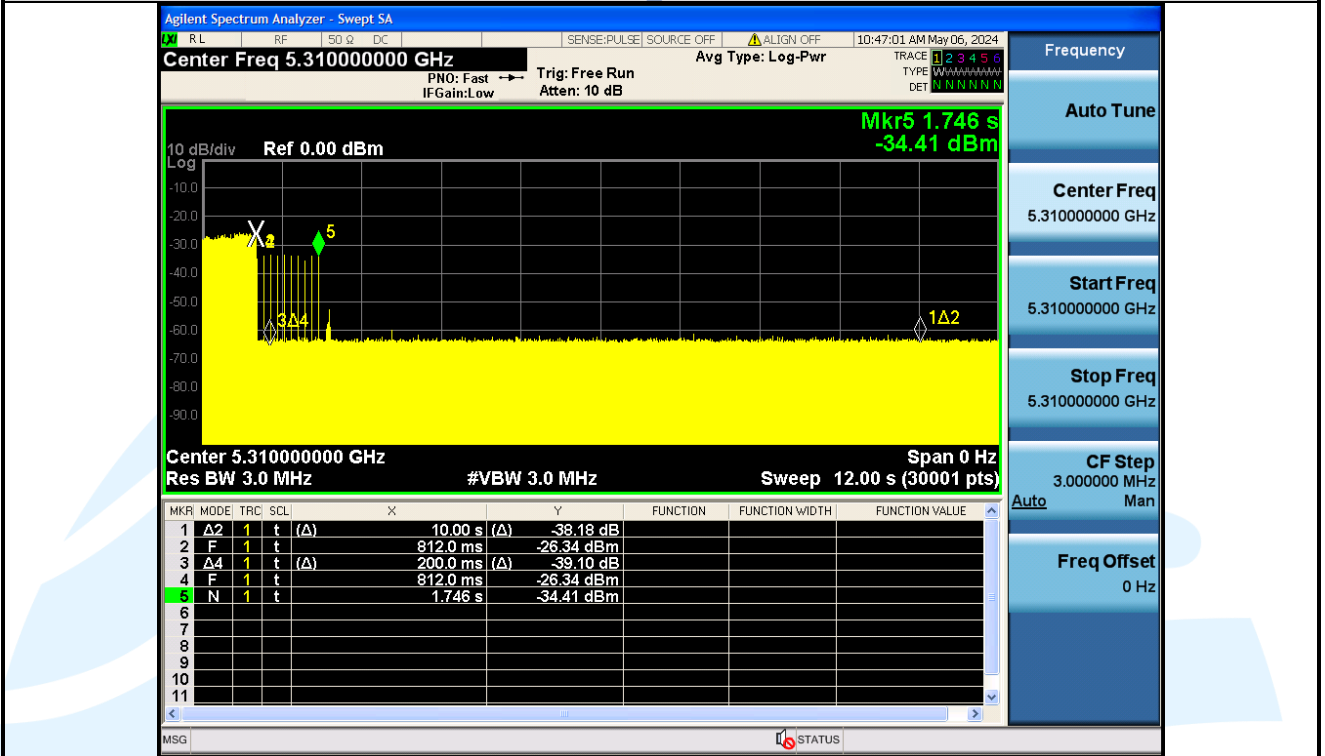 Agilent Spectrum Analyzer - Swept SA
LXI RL RF 50 Ω DC SENSE:PULSE SOURCE OFF ALIGN OFF 10:47:01 AM May 06, 2024
Center Freq 5.310000000 GHz
Avg Type: Log-Pwr
TRACE 1 2 3 4 5 6
PNO: Fast
Trig: Free Run
TYPE WWWWWW
IFGain:Low
Atten: 10 dB
DET N N N N N N
Mkr5 1.746 s
-34.41 dBm
10 dB/div
Ref 0.00 dBm
Log
-10.0
-20.0
-30.0
-40.0
-50.0
-60.0
-70.0
-80.0
-90.0
5
3Δ4
1Δ2
Center 5.310000000 GHz
Span 0 Hz
Res BW 3.0 MHz
#VBW 3.0 MHz
Sweep 12.00 s (30001 pts)
MKR MODE TRC SCL X Y FUNCTION FUNCTION WIDTH FUNCTION VALUE
1 Δ2 1 t (Δ) 10.00 s (Δ) -38.18 dB
2 F 1 t 812.0 ms -26.34 dBm
3 Δ4 1 t (Δ) 200.0 ms (Δ) -39.10 dB
4 F 1 t 812.0 ms -26.34 dBm
5 N 1 t 1.746 s -34.41 dBm
6
7
8
9
10
11
MSG
STATUS
Frequency
Auto Tune
Center Freq
5.310000000 GHz
Start Freq
5.310000000 GHz
Stop Freq
5.310000000 GHz
CF Step
3.000000 MHz
Auto Man
Freq Offset
0 Hz